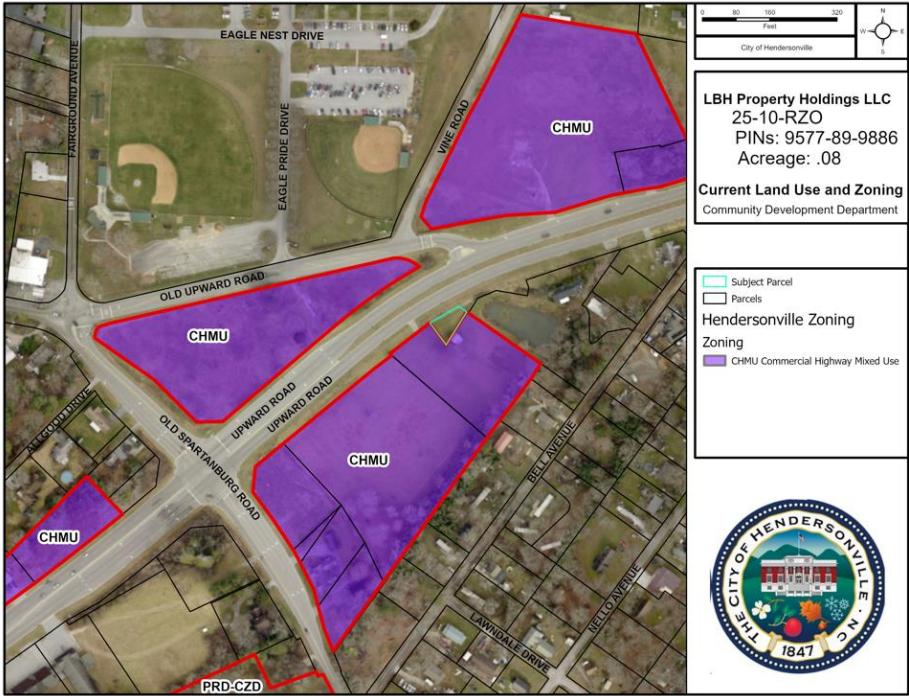 EAGLE NEST DRIVE
FAIRGROUND AVENUE
EAGLE PRIDE DRIVE
VINE ROAD
CHMU
OLD UPWARD ROAD
CHMU
UPWARD ROAD
UPWARD ROAD
ALLGOOD DRIVE
OLD SPARTANBURG ROAD
CHMU
BELL AVENUE
CHMU
NELLO AVENUE
LAWNDALE DRIVE
PRD-CZD
0 80 160 320
Feet
City of Hendersonville
N
W E
S
LBH Property Holdings LLC
25-10-RZO
PINs: 9577-89-9886
Acreage: .08
Current Land Use and Zoning
Community Development Department
Subject Parcel
Parcels
Hendersonville Zoning
Zoning
CHMU Commercial Highway Mixed Use
THE CITY OF HENDERSONVILLE · NC
1847